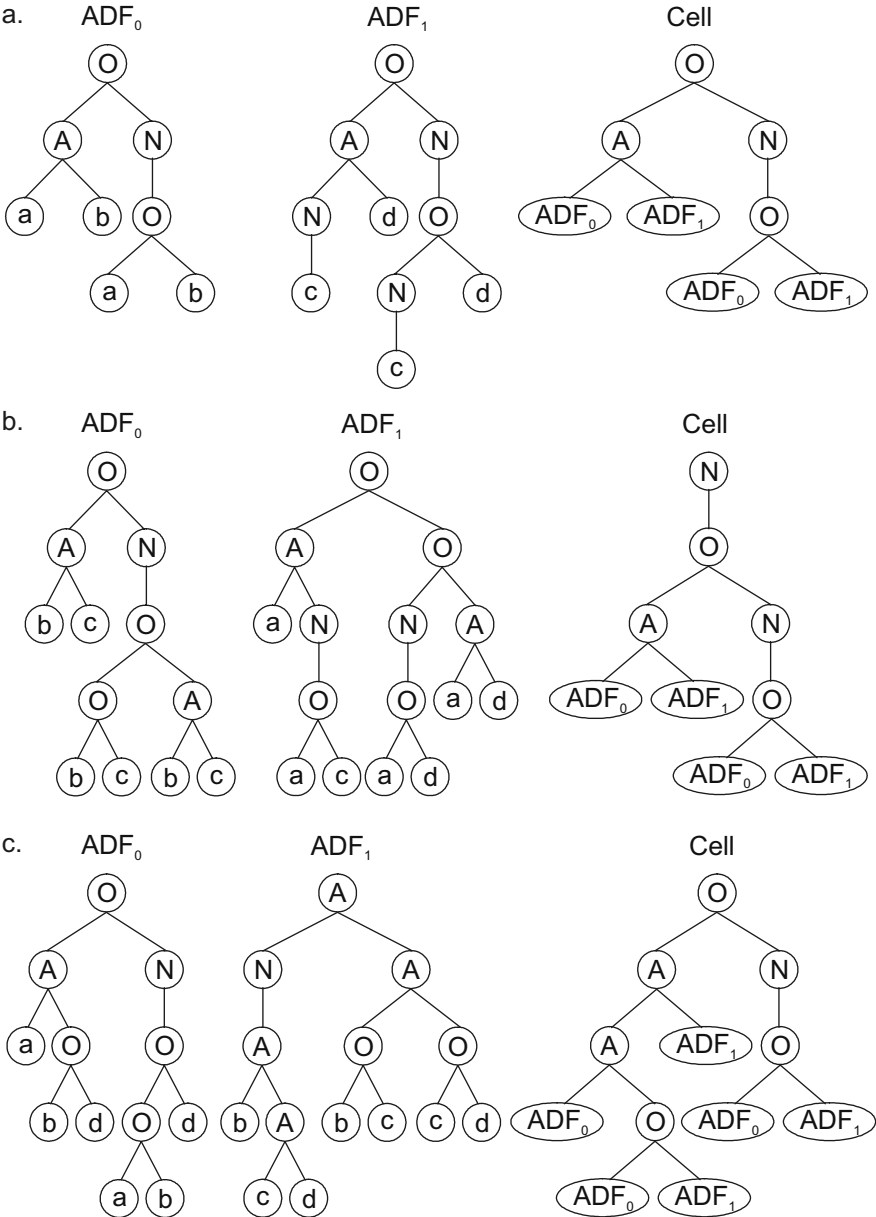 a. ADF₀ ADF₁ Cell
O O O
A N A N A N
a b O N d O ADF₀ ADF₁ O
a b c N d ADF₀ ADF₁
c
b. ADF₀ ADF₁ Cell
O O N
A N A O O
b c O a N N A A N
O A O O a d ADF₀ ADF₁ O
b c b c a c a d ADF₀ ADF₁
c. ADF₀ ADF₁ Cell
O A O
A N N A A N
a O O A O O A ADF₁ O
b d O d b A b c c d ADF₀ O ADF₀ ADF₁
a b c d ADF₀ ADF₁